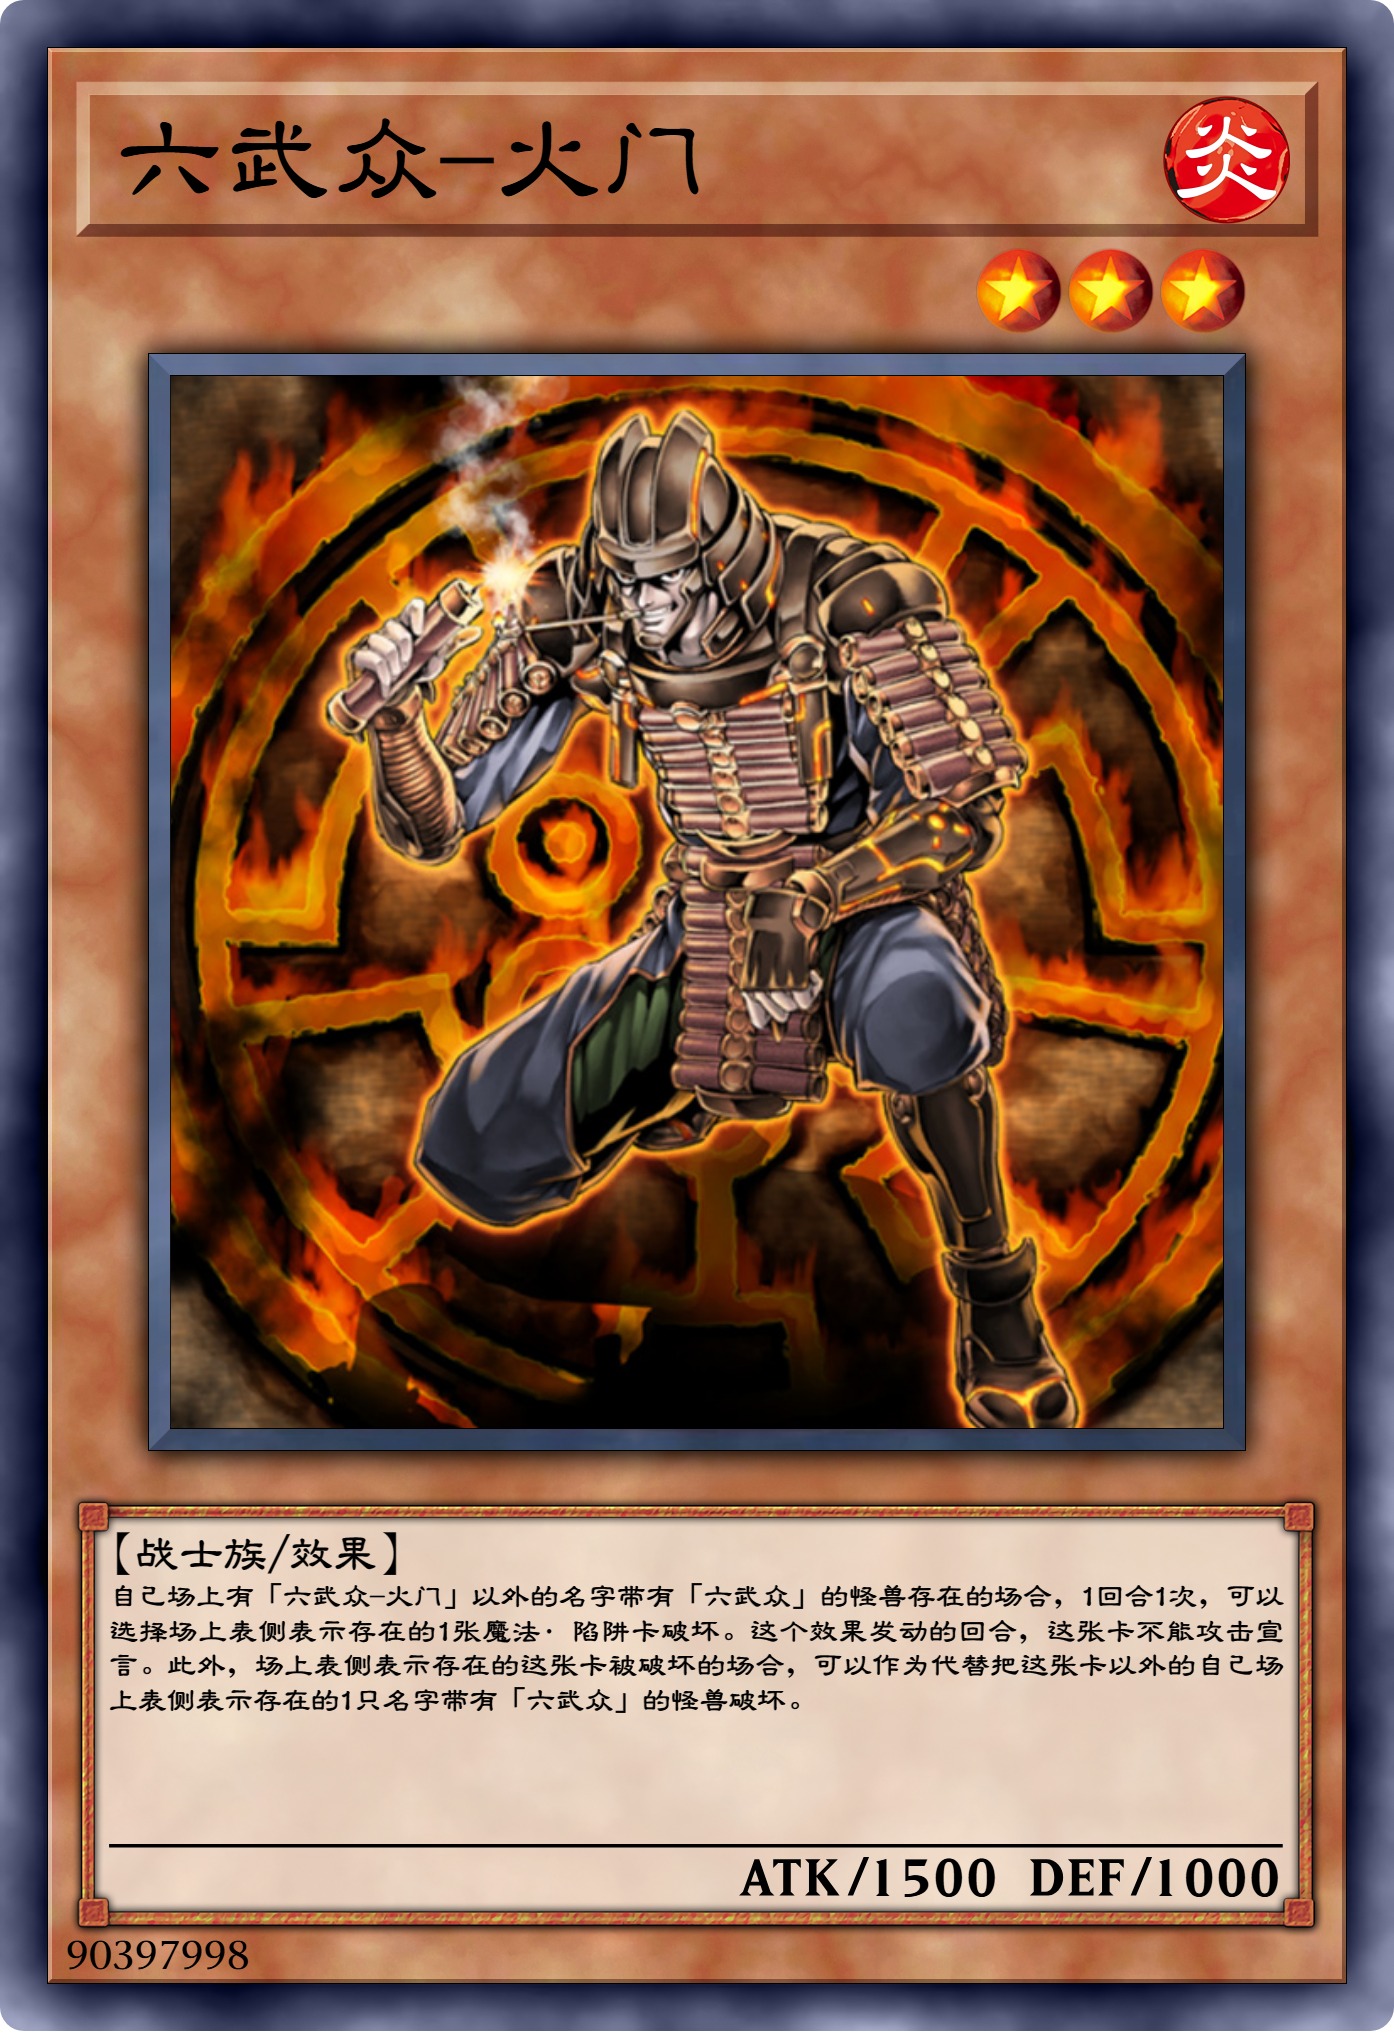 六武众-火门
炎
【战士族/效果】
自己场上有「六武众-火门」以外的名字带有「六武众」的怪兽存在的场合，1回合1次，可以
选择场上表侧表示存在的1张魔法·陷阱卡破坏。这个效果发动的回合，这张卡不能攻击宣
言。此外，场上表侧表示存在的这张卡被破坏的场合，可以作为代替把这张卡以外的自己场
上表侧表示存在的1只名字带有「六武众」的怪兽破坏。
ATK/1500 DEF/1000
90397998